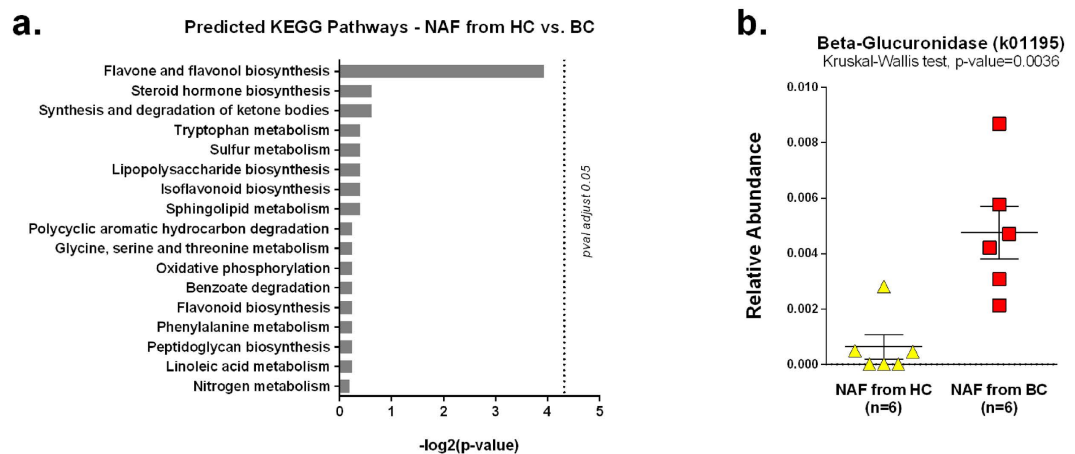 a.
Predicted KEGG Pathways - NAF from HC vs. BC
Flavone and flavonol biosynthesis
Steroid hormone biosynthesis
Synthesis and degradation of ketone bodies
Tryptophan metabolism
Sulfur metabolism
Lipopolysaccharide biosynthesis
Isoflavonoid biosynthesis
Sphingolipid metabolism
Polycyclic aromatic hydrocarbon degradation
Glycine, serine and threonine metabolism
Oxidative phosphorylation
Benzoate degradation
Flavonoid biosynthesis
Phenylalanine metabolism
Peptidoglycan biosynthesis
Linoleic acid metabolism
Nitrogen metabolism
0 1 2 3 4 5
-log2(p-value)
pval adjust 0.05
b.
Beta-Glucuronidase (k01195)
Kruskal-Wallis test, p-value=0.0036
Relative Abundance
0.010
0.008
0.006
0.004
0.002
0.000
NAF from HC NAF from BC
(n=6) (n=6)